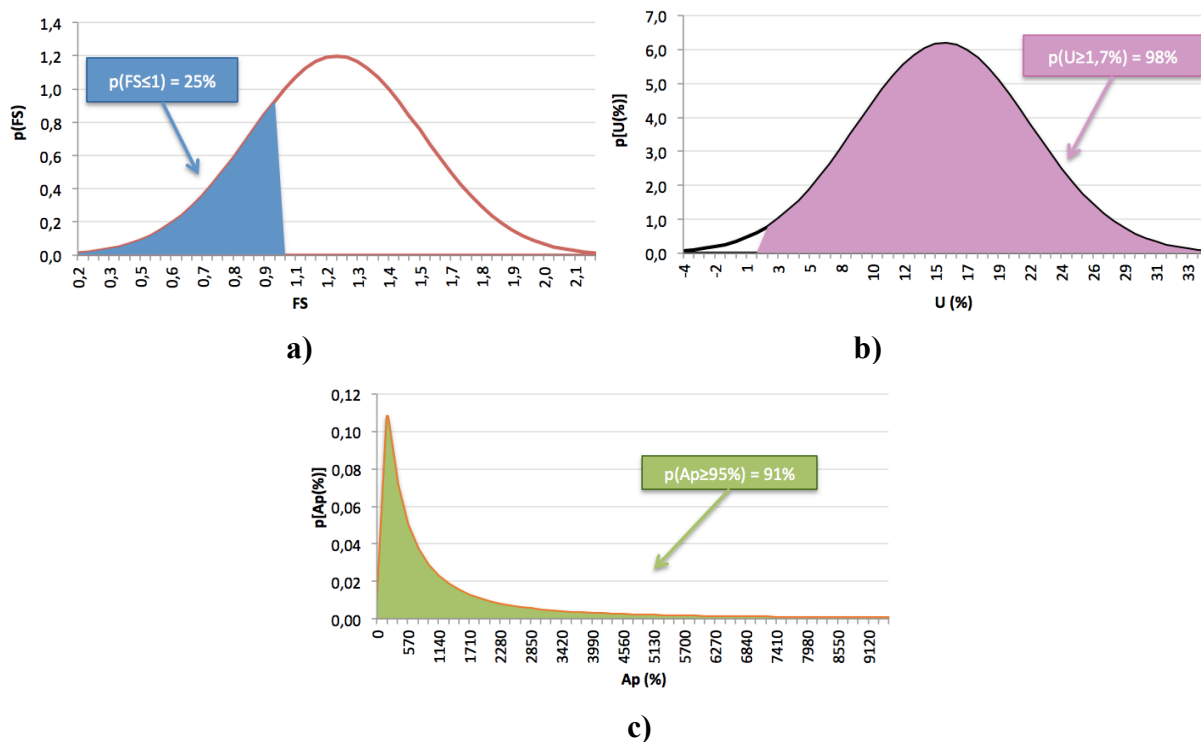 1,4
1,2
1,0
0,8
0,6
0,4
0,2
0,0
p(FS)
p(FS≤1) = 25%
0,2 0,3 0,5 0,6 0,7 0,8 0,9 1,1 1,2 1,3 1,4 1,5 1,7 1,8 1,9 2,0 2,1
FS
a)
7,0
6,0
5,0
4,0
3,0
2,0
1,0
0,0
p[U(%)
p(U≥1,7%) = 98%
-4 -2 1 3 5 8 10 12 15 17 19 22 24 26 29 31 33
U (%)
b)
0,12
0,10
0,08
0,06
0,04
0,02
0,00
p[Ap(%)]
p(Ap≥95%) = 91%
0 570 1140 1710 2280 2850 3420 3990 4560 5130 5700 6270 6840 7410 7980 8550 9120
Ap (%)
c)